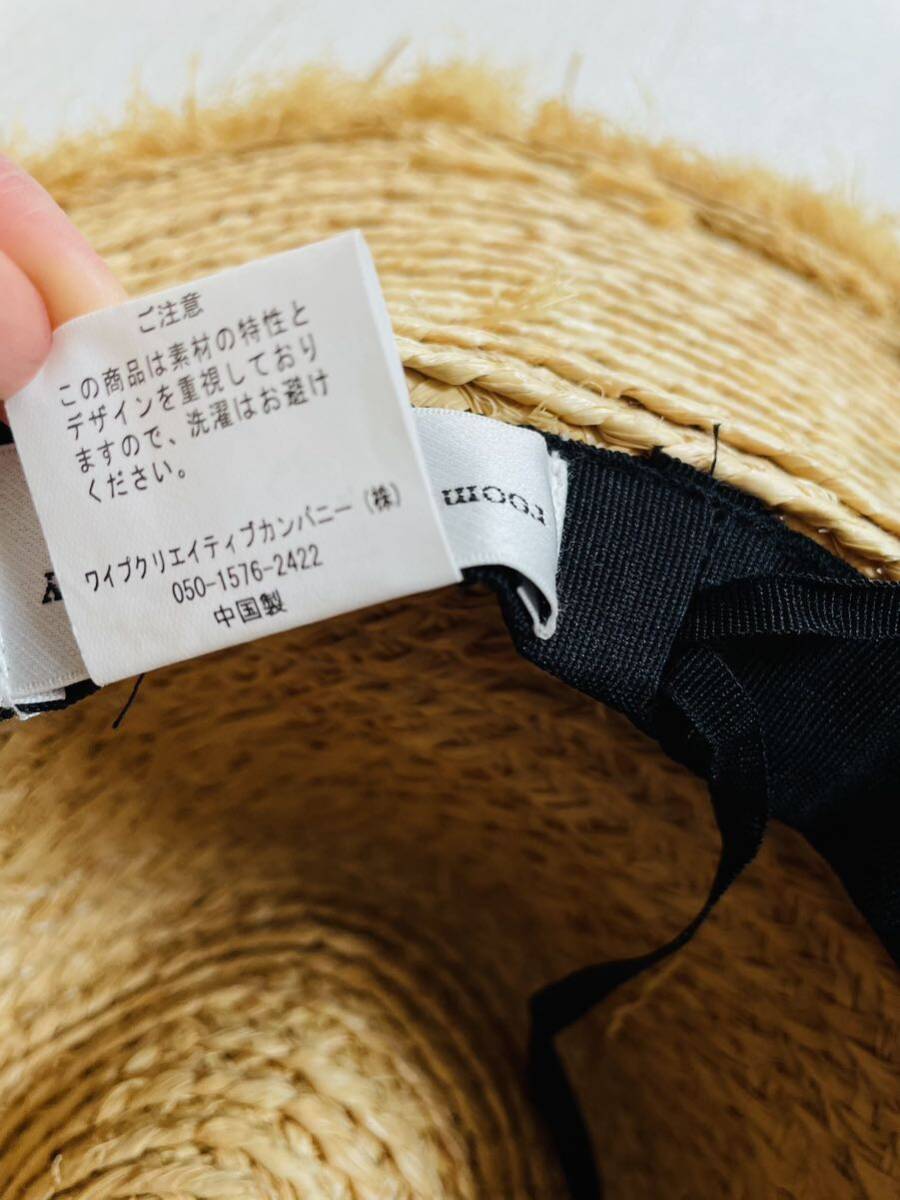 ご注意
この商品は素材の特性と
デザインを重視しており
ますので、洗濯はお避け
ください。
ワイプクリエイティブカンパニー（株）
050-1576-2422
中国製
room